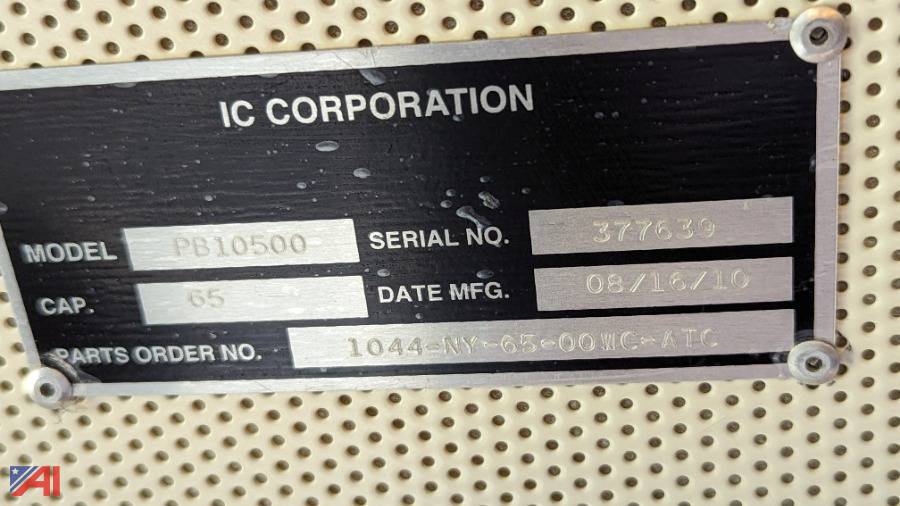 IC CORPORATION
MODEL PB10500 SERIAL NO. 377639
CAP. 65 DATE MFG. 08/16/10
PARTS ORDER NO. 1044-NY-65-00WC-ATC
AI